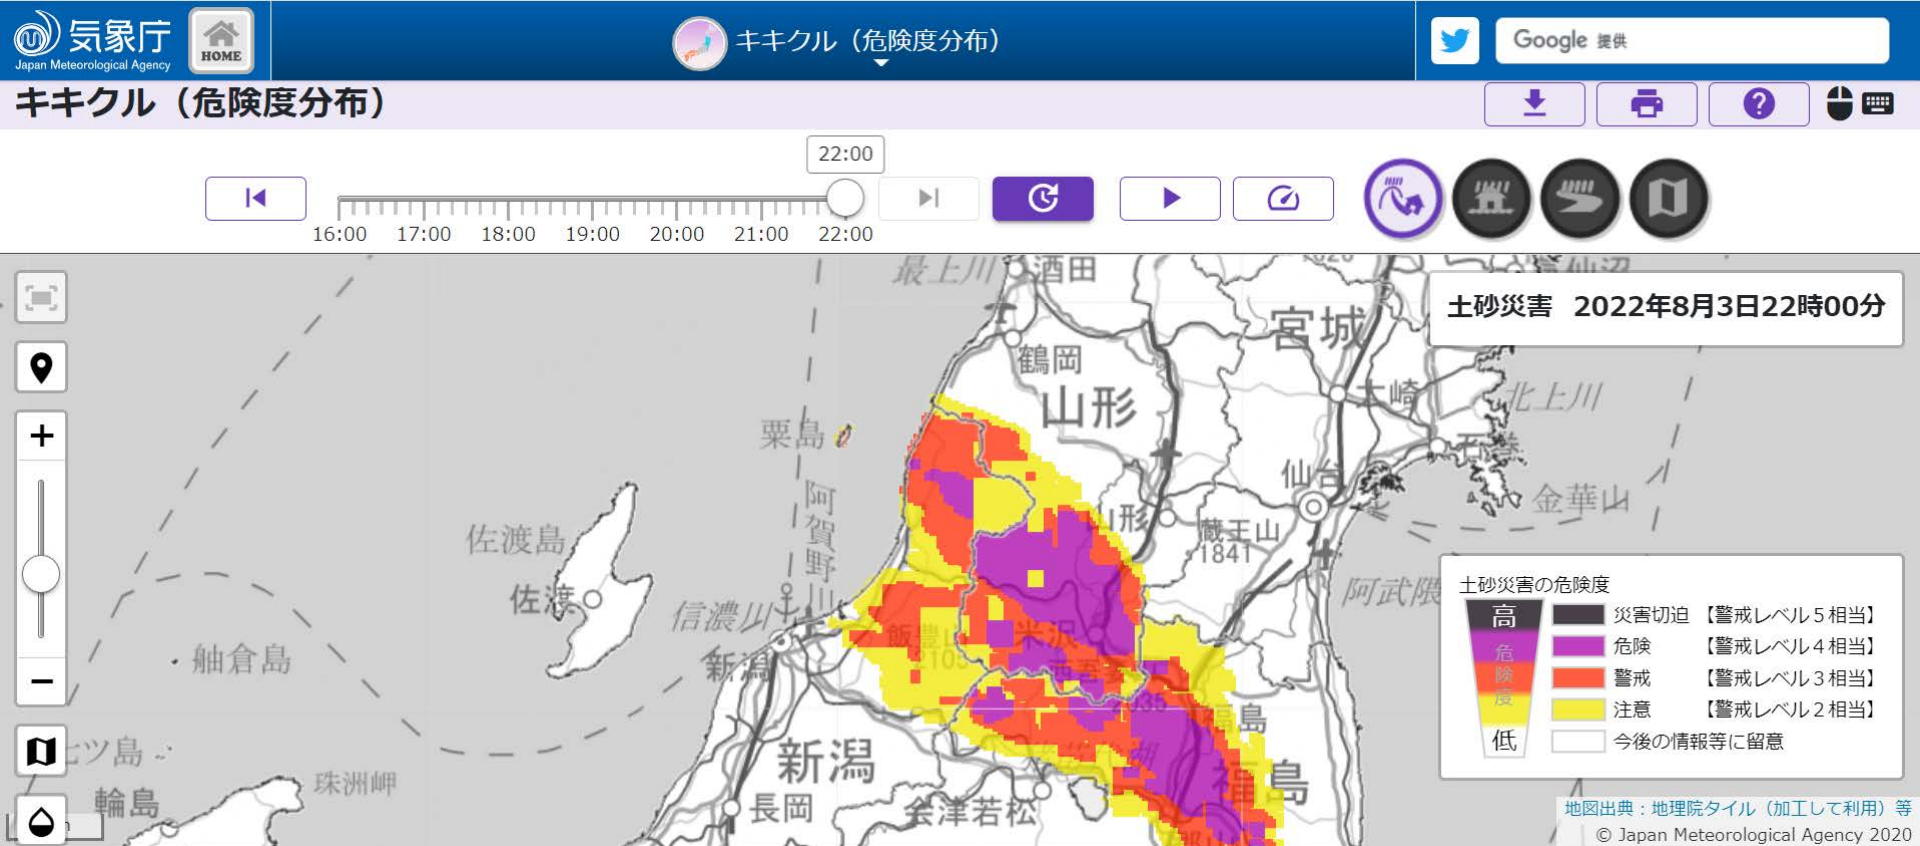 気象庁
Japan Meteorological Agency
HOME
キキクル（危険度分布）
Google 提供
キキクル（危険度分布）
22:00
16:00 17:00 18:00 19:00 20:00 21:00 22:00
土砂災害 2022年8月3日22時00分
最上川
酒田
宮城
鶴岡
山形
大崎
北上川
粟島
石巻
仙台
阿賀野川
山形
蔵王山
1841
金華山
佐渡島
佐渡
信濃川
阿武隈
飯豊山
2105
米沢
新潟
舳倉島
2035
福島
土砂災害の危険度
高
危険度
低
災害切迫 【警戒レベル５相当】
危険 【警戒レベル４相当】
警戒 【警戒レベル３相当】
注意 【警戒レベル２相当】
今後の情報等に留意
七ツ島
新潟
福島
珠洲岬
輪島
長岡
会津若松
地図出典：地理院タイル（加工して利用）等
© Japan Meteorological Agency 2020